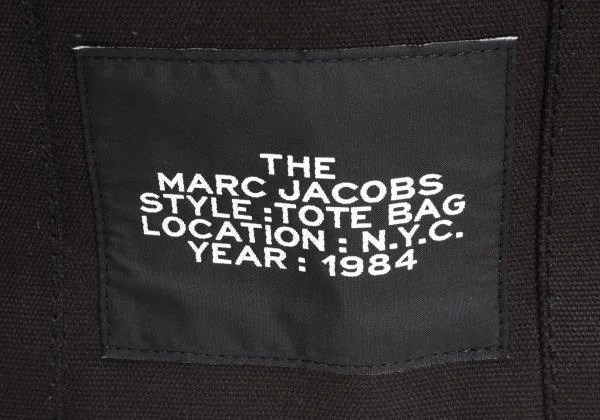 THE
MARC JACOBS
STYLE :TOTE BAG
LOCATION : N.Y.C.
YEAR : 1984